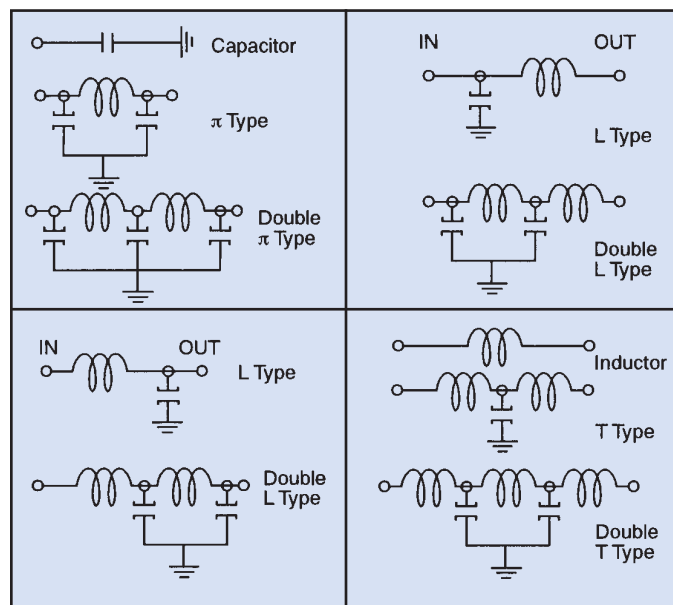 Capacitor
π Type
Double
π Type
IN OUT
L Type
Double
L Type
IN OUT
L Type
Double
L Type
Inductor
T Type
Double
T Type